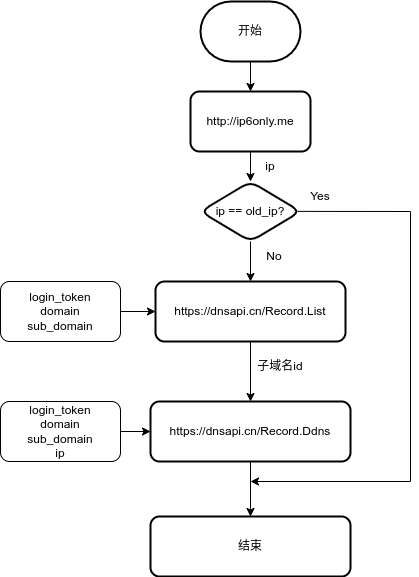 开始
http://ip6only.me
ip
ip == old_ip?
Yes
No
login_token
domain
sub_domain
https://dnsapi.cn/Record.List
子域名id
login_token
domain
sub_domain
ip
https://dnsapi.cn/Record.Ddns
结束